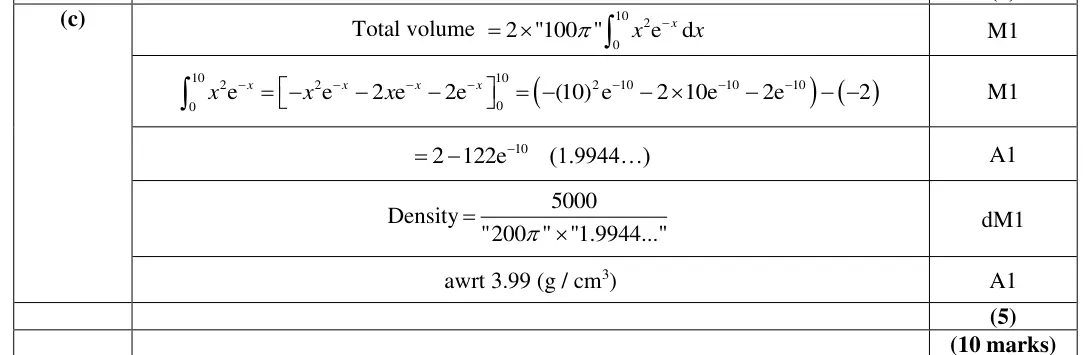 (c) Total volume = 2 × "100π" ∫₀¹⁰ x²e⁻ˣ dx M1
∫₀¹⁰ x²e⁻ˣ = [−x²e⁻ˣ − 2xe⁻ˣ − 2e⁻ˣ]₀¹⁰ = (−(10)²e⁻¹⁰ − 2×10e⁻¹⁰ − 2e⁻¹⁰) − (−2) M1
= 2 − 122e⁻¹⁰ (1.9944…) A1
Density = 5000 / "200π" × "1.9944..." dM1
awrt 3.99 (g / cm³) A1
(5)
(10 marks)